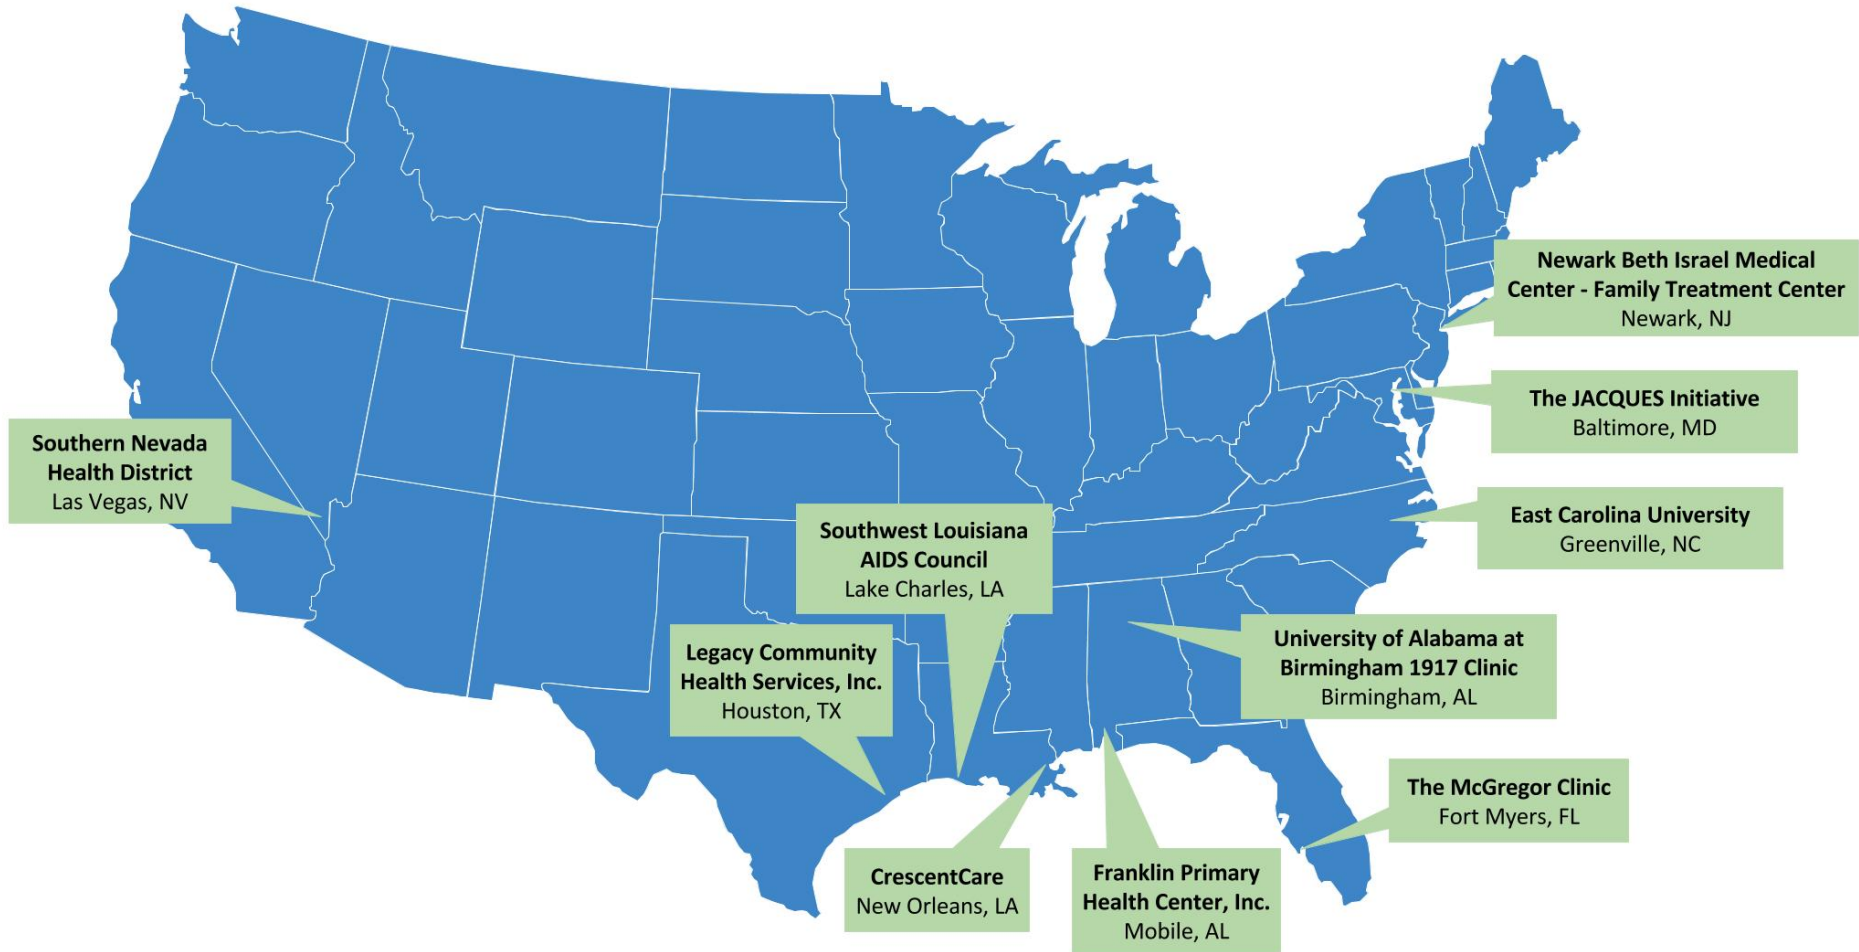 Newark Beth Israel Medical
Center - Family Treatment Center
Newark, NJ
The JACQUES Initiative
Baltimore, MD
Southern Nevada
Health District
Las Vegas, NV
East Carolina University
Greenville, NC
Southwest Louisiana
AIDS Council
Lake Charles, LA
Legacy Community
Health Services, Inc.
Houston, TX
University of Alabama at
Birmingham 1917 Clinic
Birmingham, AL
The McGregor Clinic
Fort Myers, FL
CrescentCare
New Orleans, LA
Franklin Primary
Health Center, Inc.
Mobile, AL